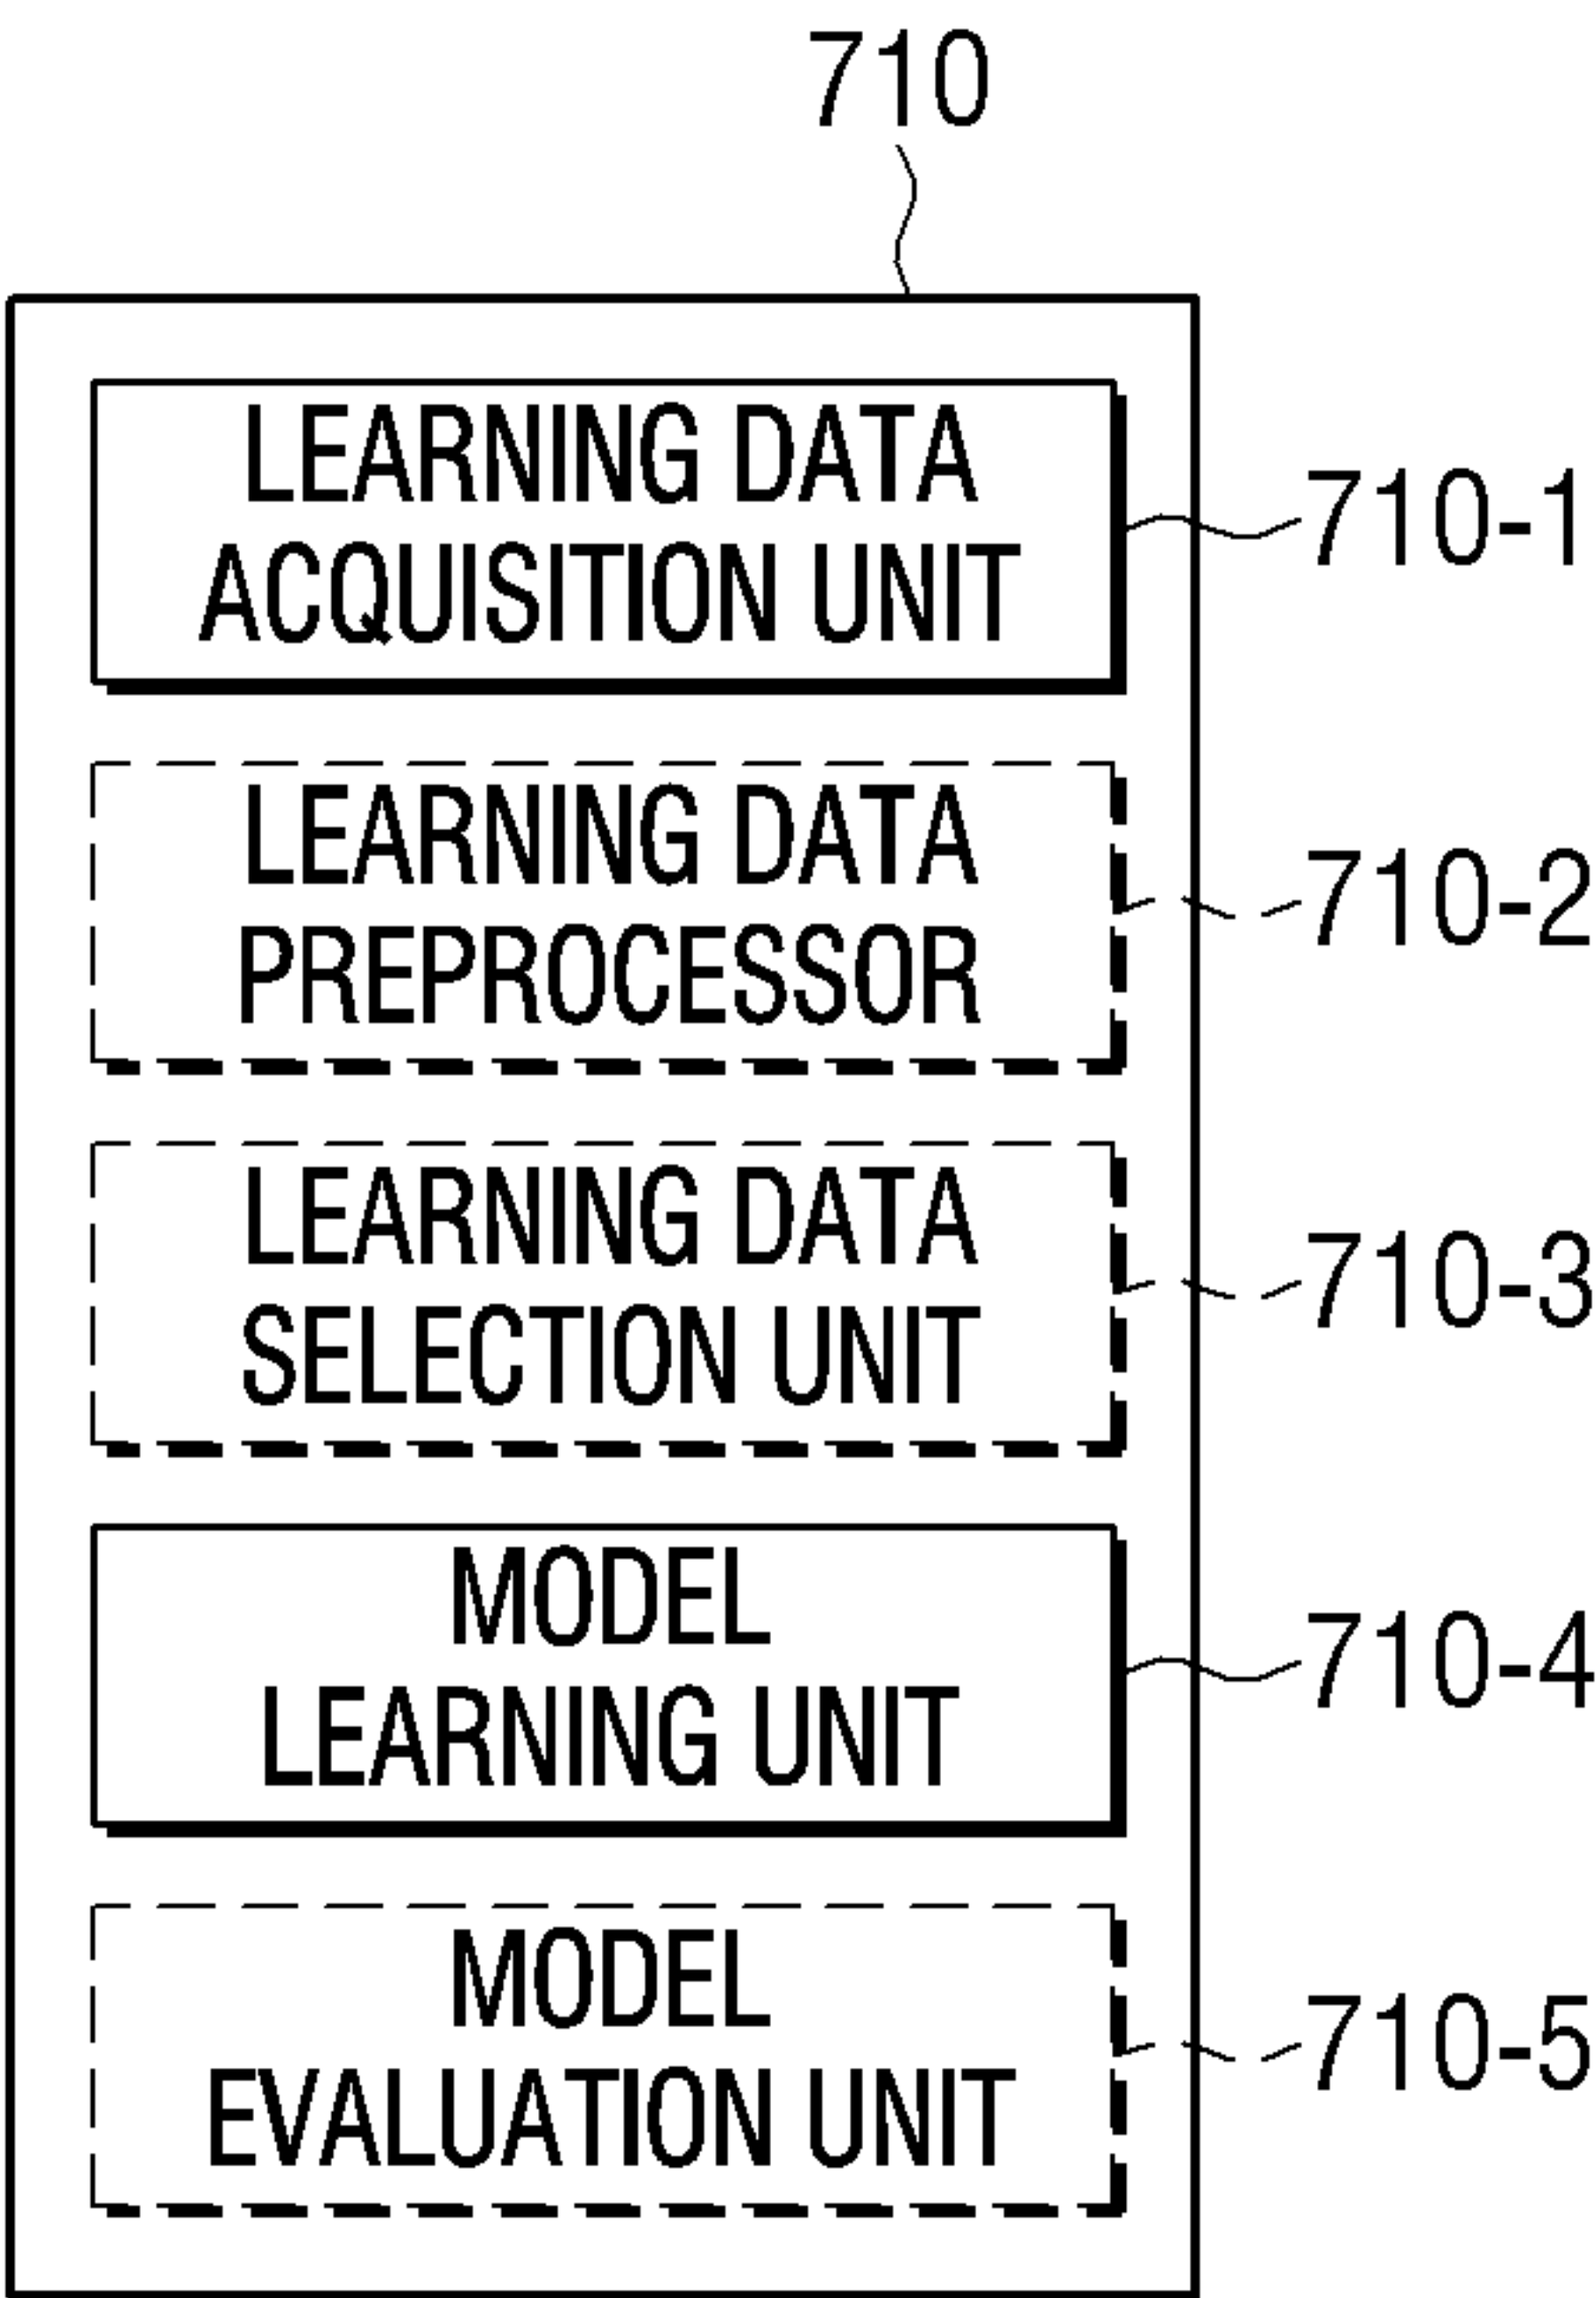 710
LEARNING DATA
ACQUISITION UNIT
710-1
LEARNING DATA
PREPROCESSOR
710-2
LEARNING DATA
SELECTION UNIT
710-3
MODEL
LEARNING UNIT
710-4
MODEL
EVALUATION UNIT
710-5